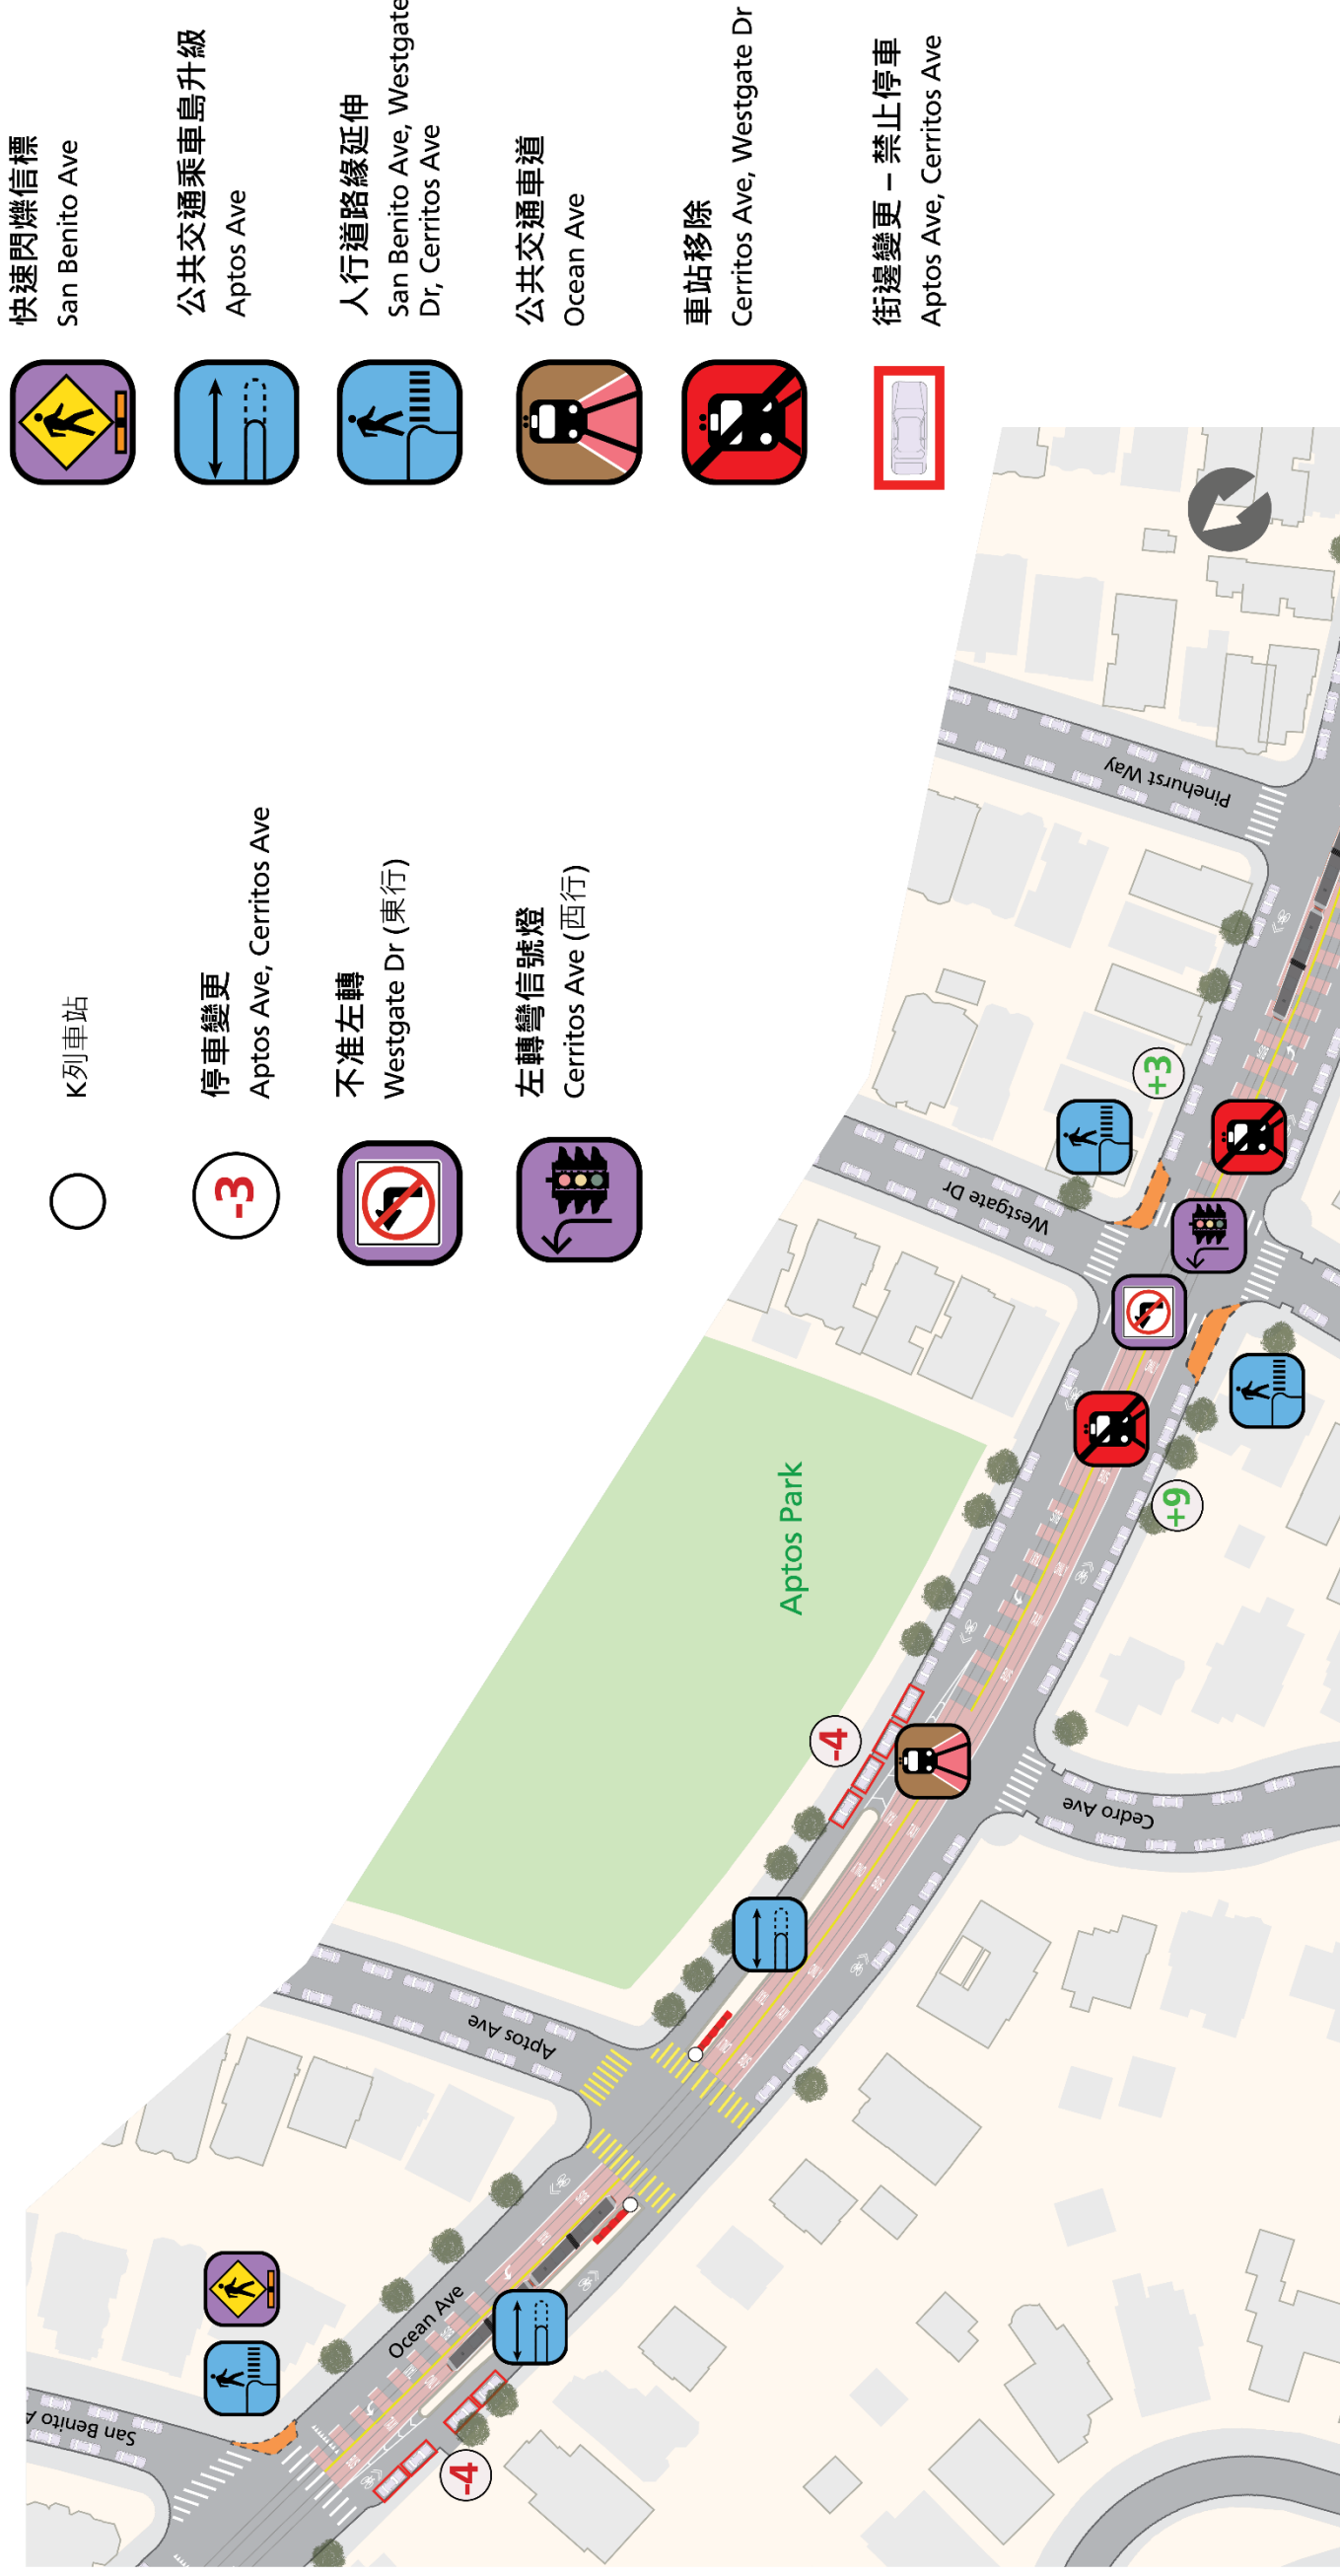 快速閃爍信標
San Benito Ave
公共交通乘車島升級
Aptos Ave
人行道路緣延伸
San Benito Ave, Westgate
Dr, Cerritos Ave
公共交通車道
Ocean Ave
車站移除
Cerritos Ave, Westgate Dr
街邊變更 – 禁止停車
Aptos Ave, Cerritos Ave
K列車站
-3
停車變更
Aptos Ave, Cerritos Ave
不准左轉
Westgate Dr (東行)
左轉彎信號燈
Cerritos Ave (西行)
San Benito A
Ocean Ave
-4
Aptos Ave
Aptos Park
-4
Cedro Ave
+9
Westgate Dr
+3
Pinehurst Way